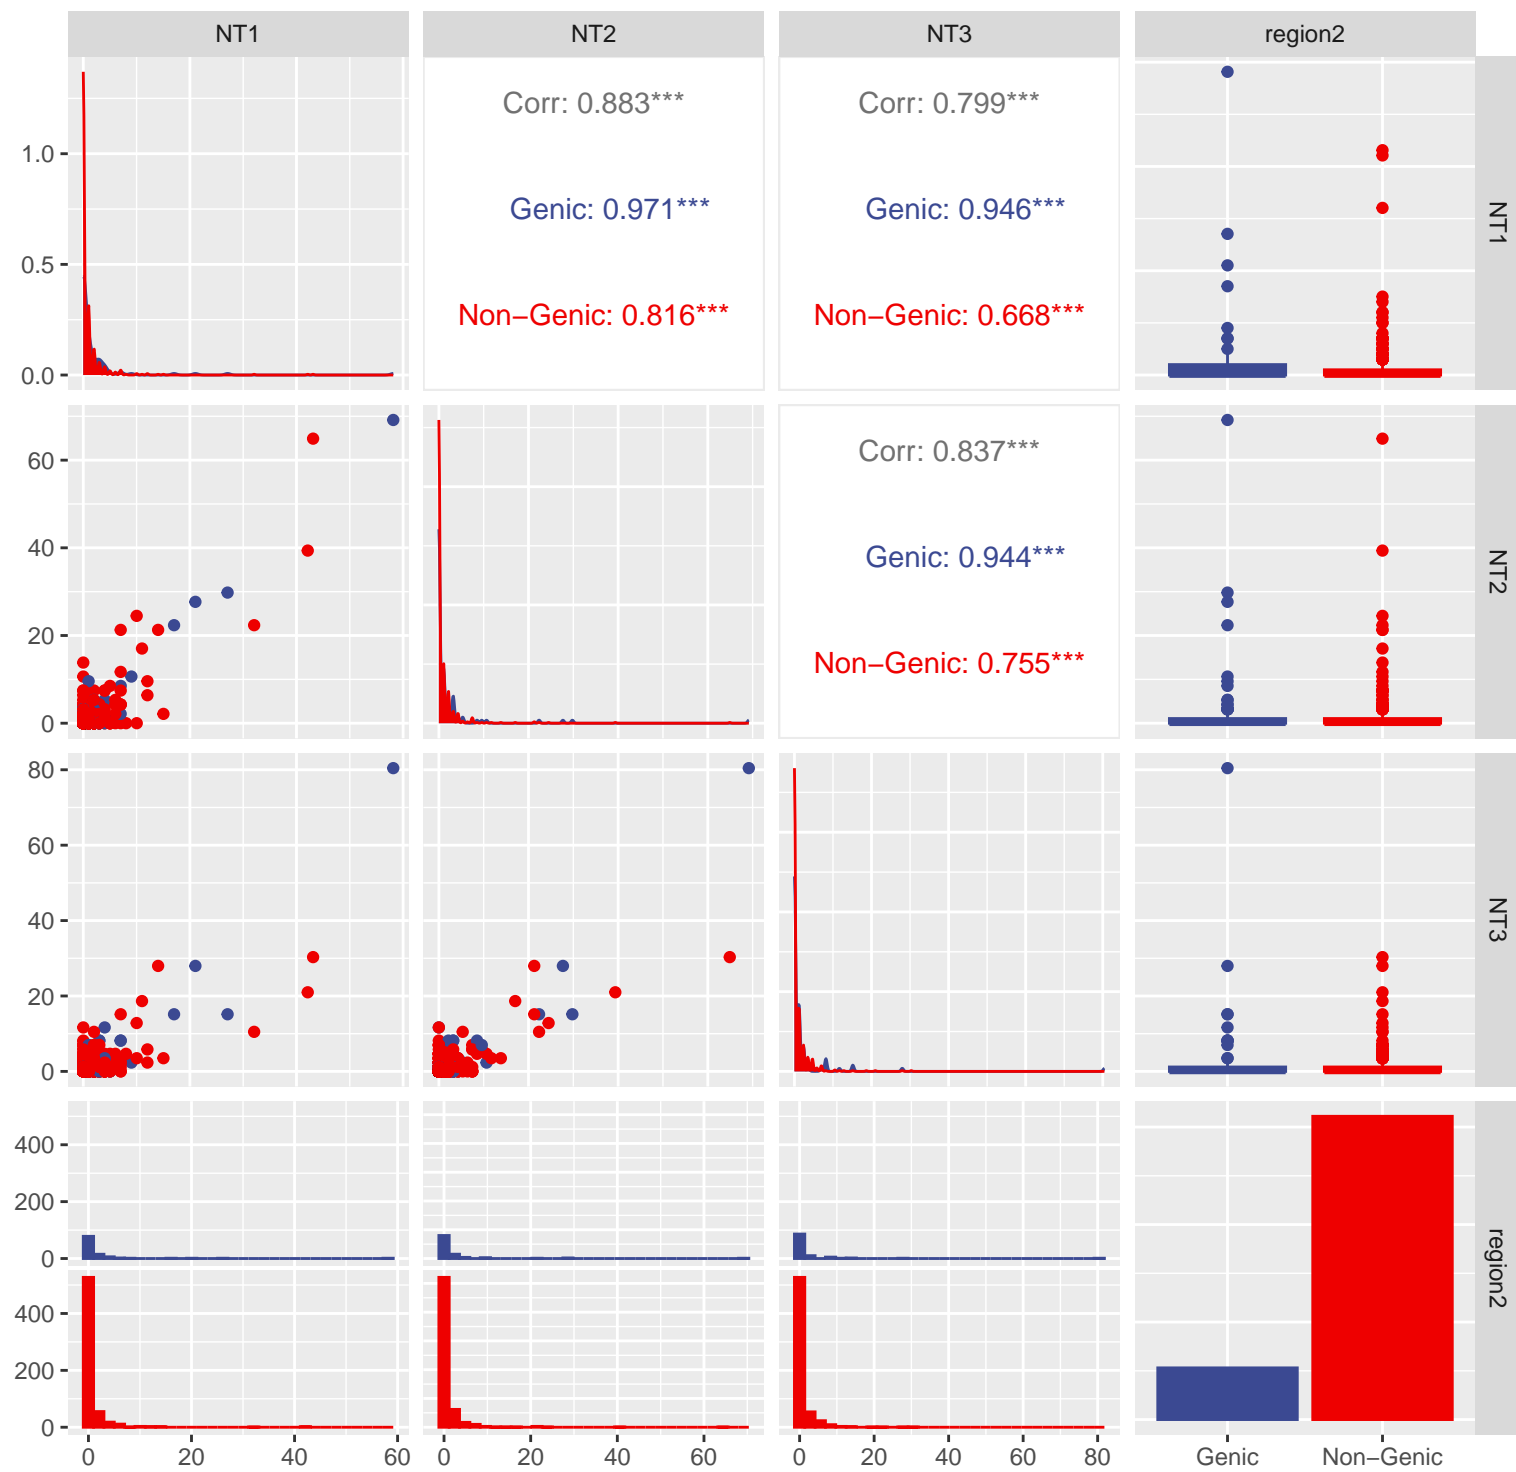 NT1 NT2 NT3 region2
Corr: 0.883***
Genic: 0.971***
Non−Genic: 0.816***
Corr: 0.799***
Genic: 0.946***
Non−Genic: 0.668***
1.0
0.5
0.0
NT1
Corr: 0.837***
Genic: 0.944***
Non−Genic: 0.755***
60
40
20
0
NT2
80
60
40
20
0
NT3
400
200
0
400
200
0
region2
0 20 40 60
0 20 40 60
0 20 40 60 80
Genic Non−Genic